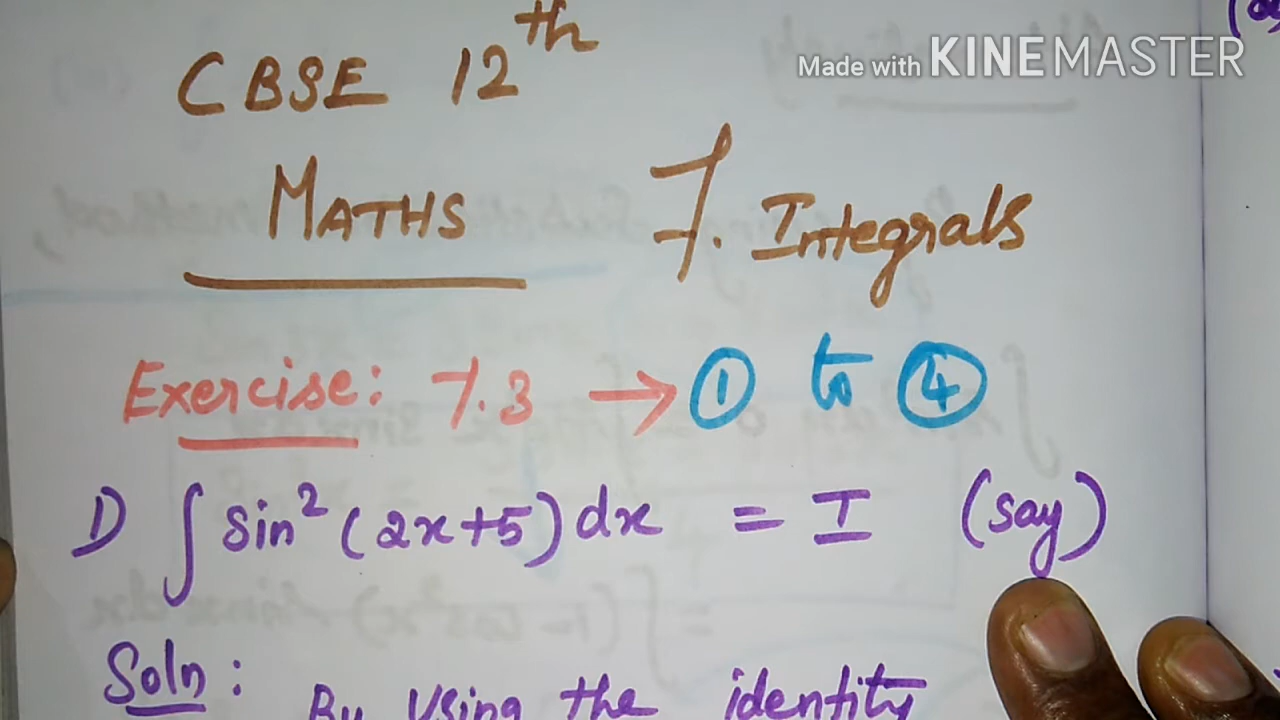 Made with KINEMASTER
CBSE 12th
MATHS 7. Integrals
Exercise: 7.3 → ① to ④
1) ∫ sin² (2x+5) dx = I (say)
Soln: By using the identity